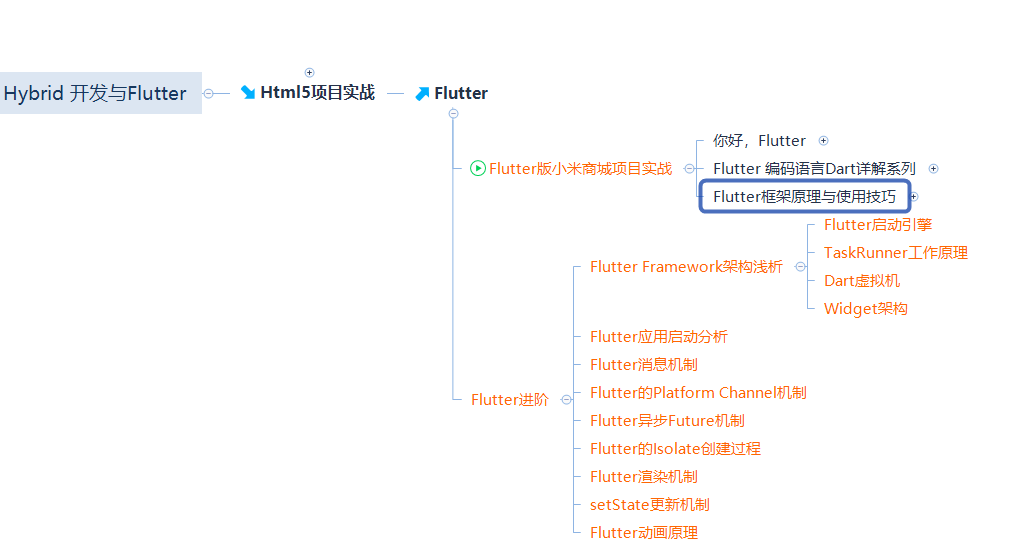 Hybrid 开发与Flutter
Html5项目实战
Flutter
Flutter版小米商城项目实战
你好，Flutter
Flutter 编码语言Dart详解系列
Flutter框架原理与使用技巧
Flutter进阶
Flutter Framework架构浅析
Flutter启动引擎
TaskRunner工作原理
Dart虚拟机
Widget架构
Flutter应用启动分析
Flutter消息机制
Flutter的Platform Channel机制
Flutter异步Future机制
Flutter的Isolate创建过程
Flutter渲染机制
setState更新机制
Flutter动画原理